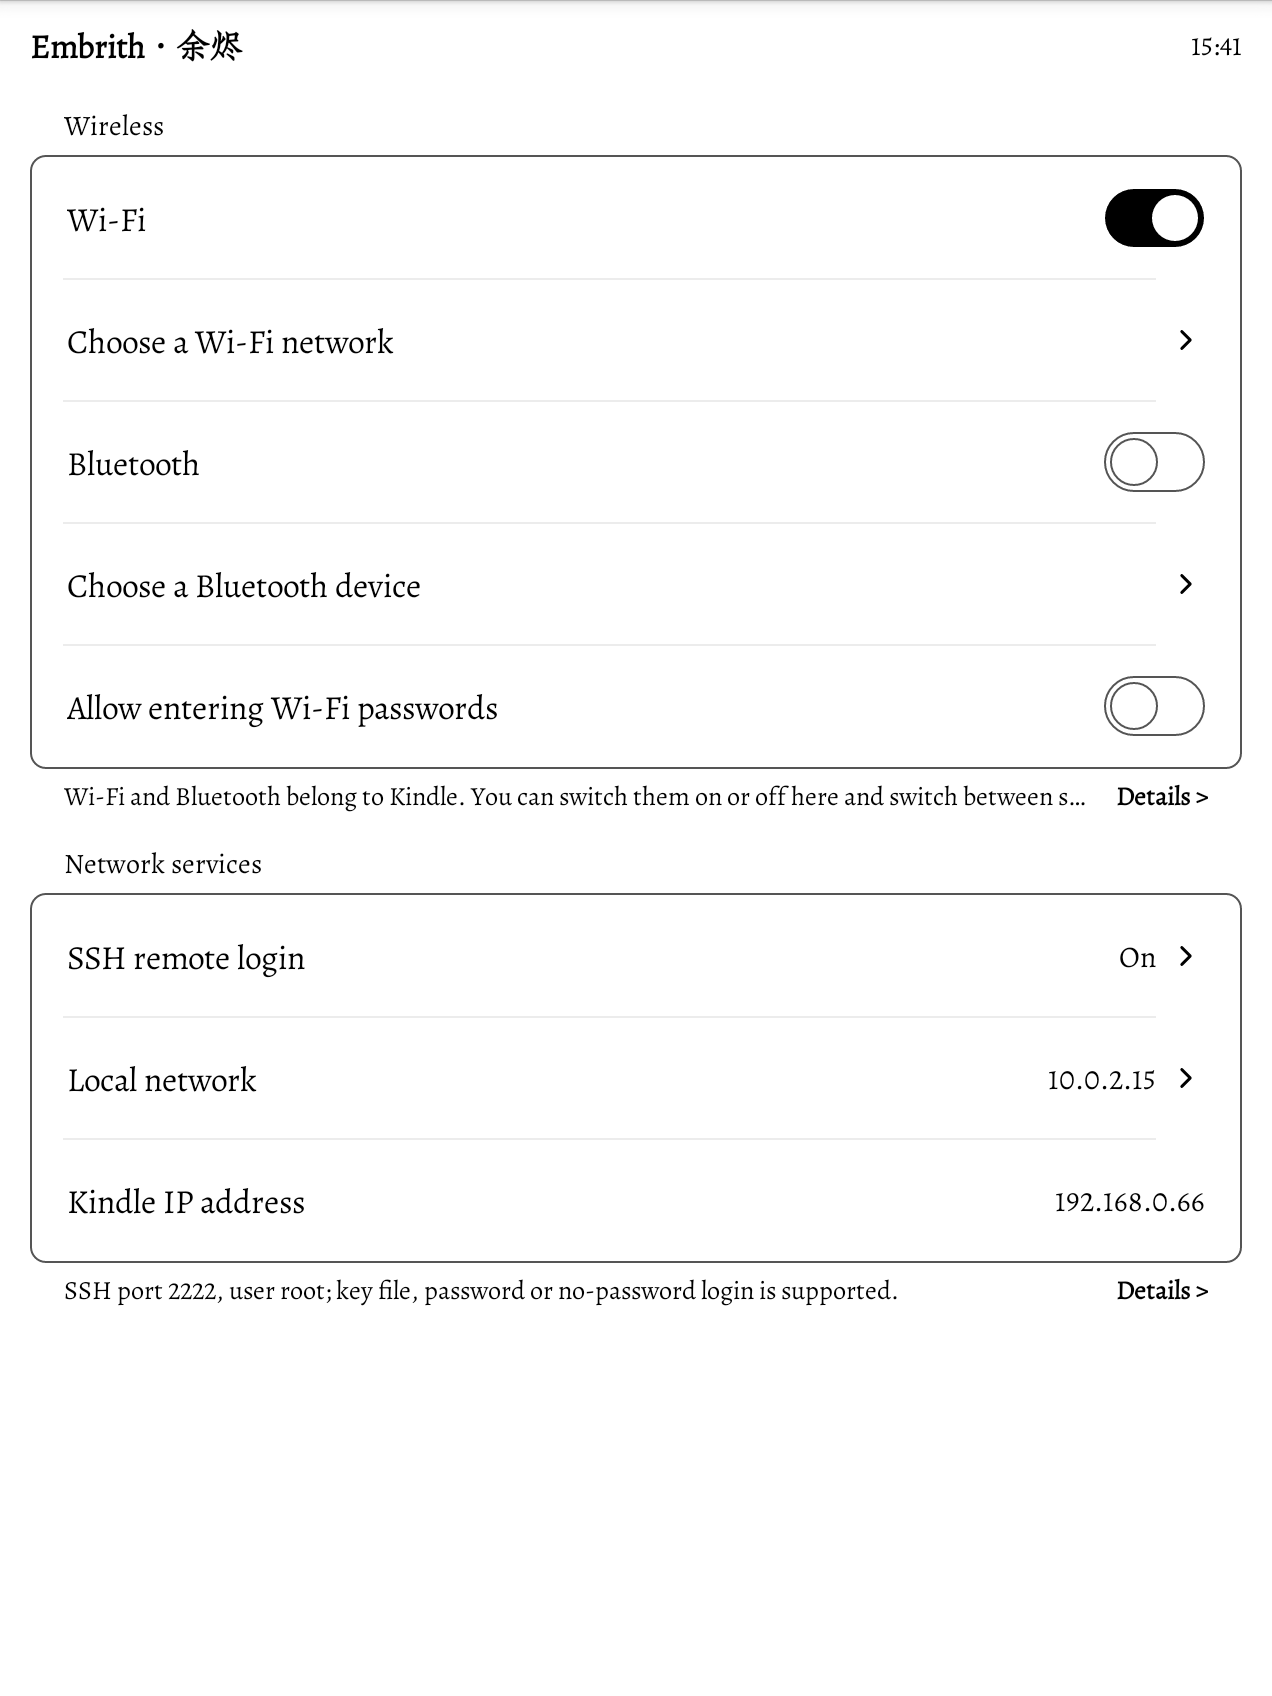 Embrith · 余烬
15:41
Wireless
Wi-Fi
Choose a Wi-Fi network
Bluetooth
Choose a Bluetooth device
Allow entering Wi-Fi passwords
Wi-Fi and Bluetooth belong to Kindle. You can switch them on or off here and switch between s... Details >
Network services
SSH remote login On
Local network 10.0.2.15
Kindle IP address 192.168.0.66
SSH port 2222, user root; key file, password or no-password login is supported. Details >